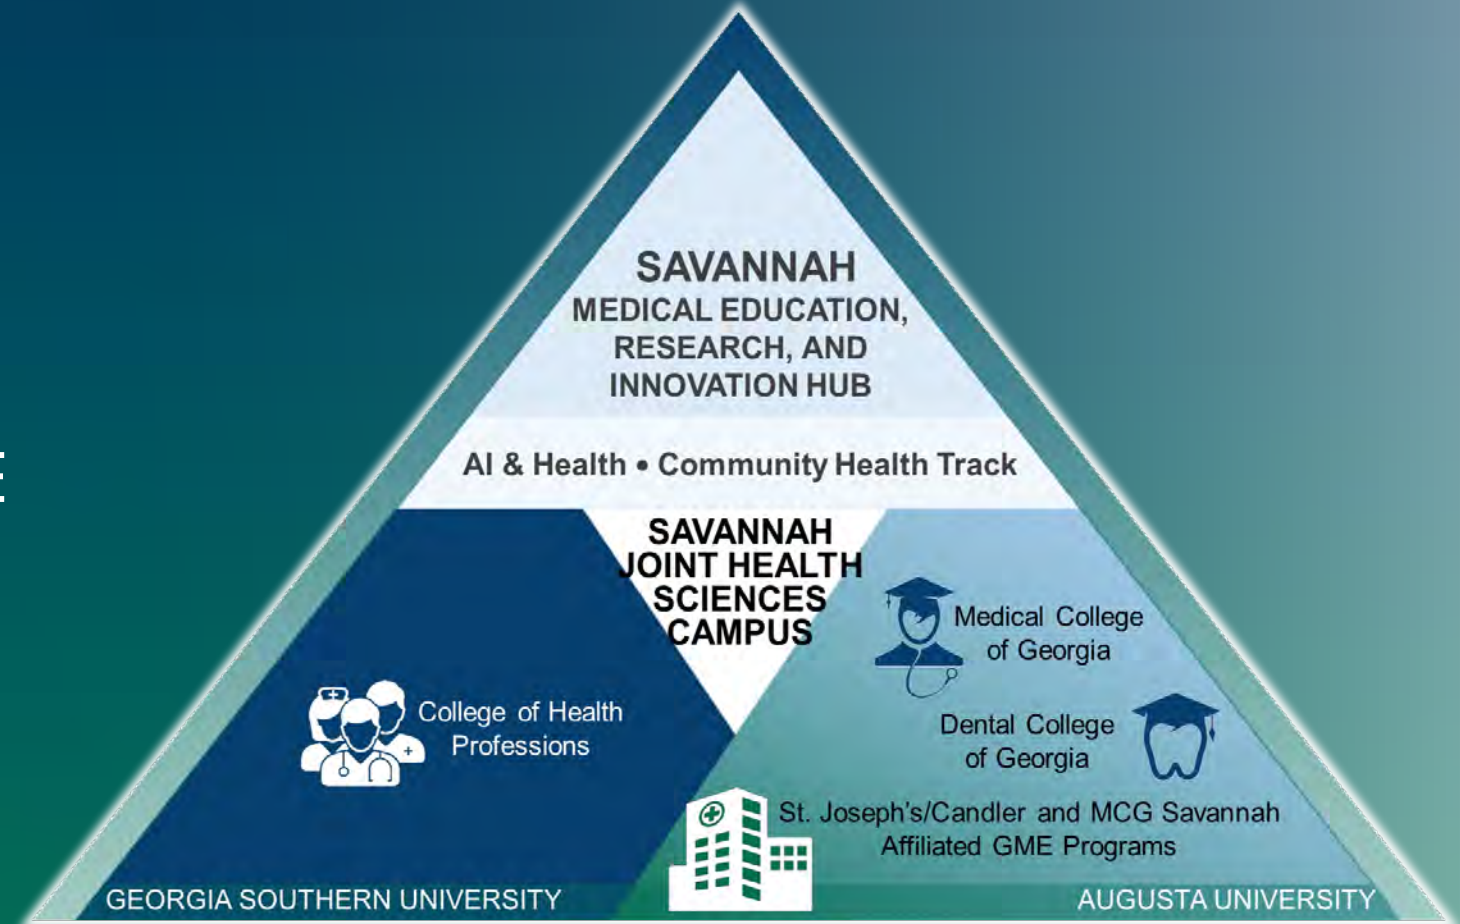 SAVANNAH
MEDICAL EDUCATION,
RESEARCH, AND
INNOVATION HUB
AI & Health • Community Health Track
SAVANNAH
JOINT HEALTH
SCIENCES
CAMPUS
Medical College
of Georgia
College of Health
Professions
Dental College
of Georgia
St. Joseph's/Candler and MCG Savannah
Affiliated GME Programs
GEORGIA SOUTHERN UNIVERSITY
AUGUSTA UNIVERSITY